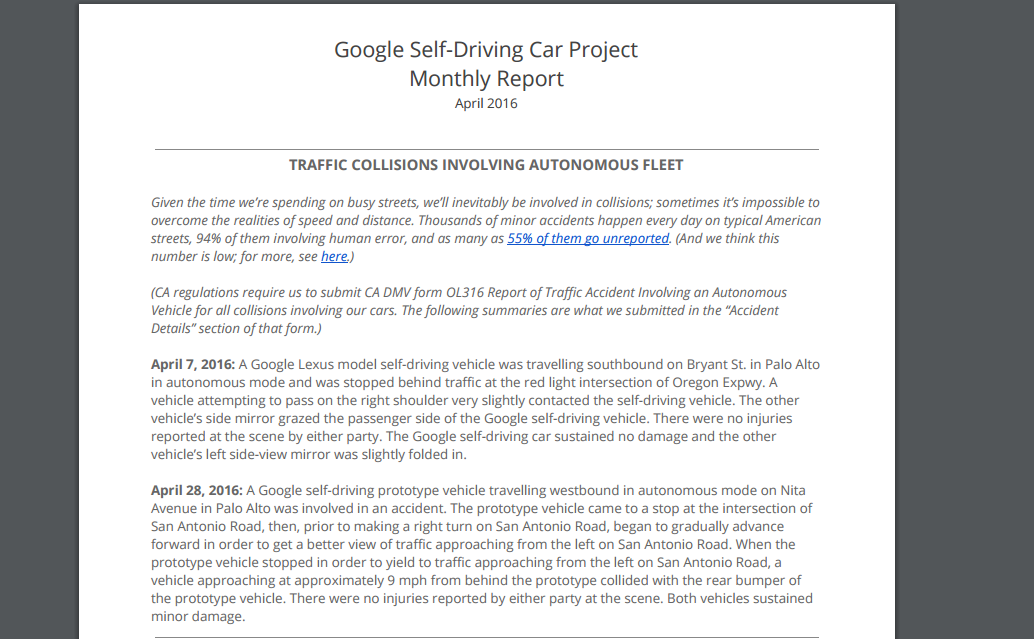 Google Self-Driving Car Project
Monthly Report
April 2016
TRAFFIC COLLISIONS INVOLVING AUTONOMOUS FLEET
Given the time we're spending on busy streets, we'll inevitably be involved in collisions; sometimes it's impossible to
overcome the realities of speed and distance. Thousands of minor accidents happen every day on typical American
streets, 94% of them involving human error, and as many as 55% of them go unreported. (And we think this
number is low; for more, see here.)
(CA regulations require us to submit CA DMV form OL316 Report of Traffic Accident Involving an Autonomous
Vehicle for all collisions involving our cars. The following summaries are what we submitted in the “Accident
Details” section of that form.)
April 7, 2016: A Google Lexus model self-driving vehicle was travelling southbound on Bryant St. in Palo Alto
in autonomous mode and was stopped behind traffic at the red light intersection of Oregon Expwy. A
vehicle attempting to pass on the right shoulder very slightly contacted the self-driving vehicle. The other
vehicle's side mirror grazed the passenger side of the Google self-driving vehicle. There were no injuries
reported at the scene by either party. The Google self-driving car sustained no damage and the other
vehicle's left side-view mirror was slightly folded in.
April 28, 2016: A Google self-driving prototype vehicle travelling westbound in autonomous mode on Nita
Avenue in Palo Alto was involved in an accident. The prototype vehicle came to a stop at the intersection of
San Antonio Road, then, prior to making a right turn on San Antonio Road, began to gradually advance
forward in order to get a better view of traffic approaching from the left on San Antonio Road. When the
prototype vehicle stopped in order to yield to traffic approaching from the left on San Antonio Road, a
vehicle approaching at approximately 9 mph from behind the prototype collided with the rear bumper of
the prototype vehicle. There were no injuries reported by either party at the scene. Both vehicles sustained
minor damage.